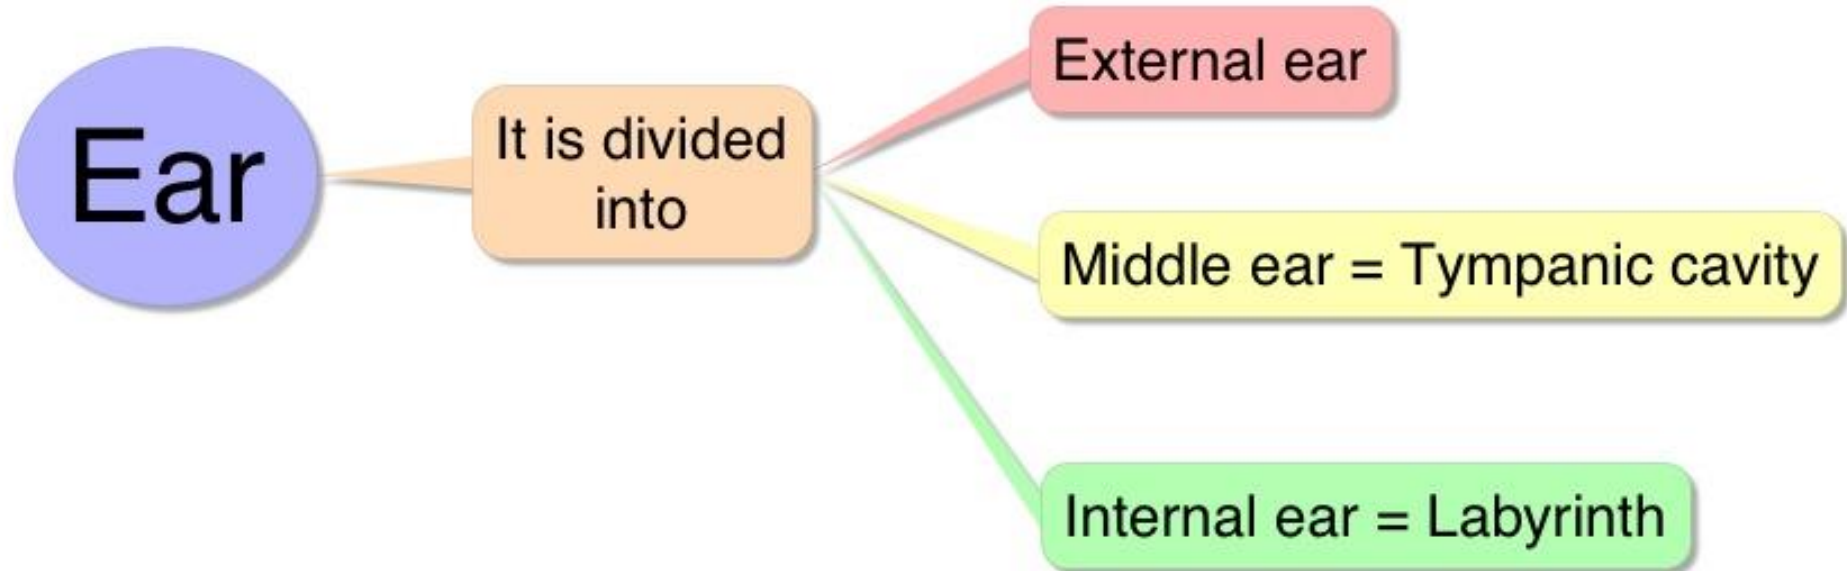 Ear
It is divided
into
External ear
Middle ear = Tympanic cavity
Internal ear = Labyrinth